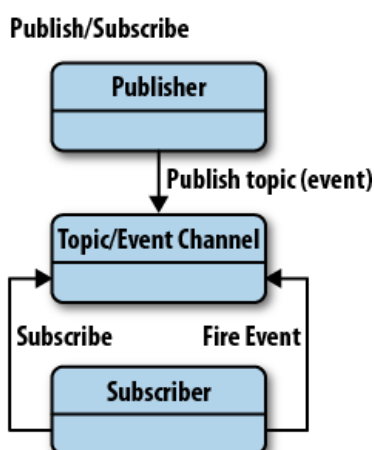 Publish/Subscribe
Publisher
Publish topic (event)
Topic/Event Channel
Subscribe
Fire Event
Subscriber